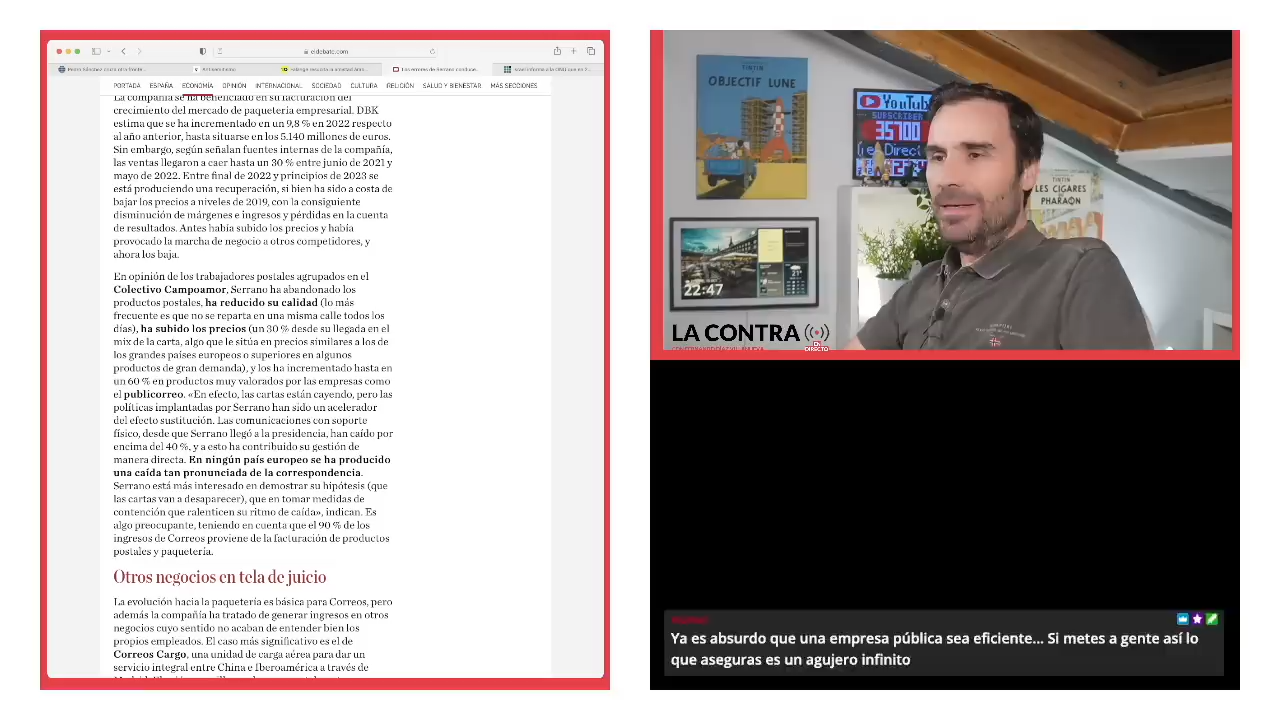 eldebate.com
PORTADA ESPAÑA ECONOMÍA OPINIÓN INTERNACIONAL SOCIEDAD CULTURA RELIGIÓN SALUD Y BIENESTAR MÁS SECCIONES
La compañía se ha beneficiado en su facturación del
crecimiento del mercado de paquetería empresarial. DBK
estima que se ha incrementado en un 9,8 % en 2022 respecto
al año anterior, hasta situarse en los 5.140 millones de euros.
Sin embargo, según señalan fuentes internas de la compañía,
las ventas llegaron a caer hasta un 30 % entre junio de 2021 y
mayo de 2022. Entre final de 2022 y principios de 2023 se
está produciendo una recuperación, si bien ha sido a costa de
bajar los precios a niveles de 2019, con la consiguiente
disminución de márgenes e ingresos y pérdidas en la cuenta
de resultados. Antes había subido los precios y había
provocado la marcha de negocio a otros competidores, y
ahora los baja.
En opinión de los trabajadores postales agrupados en el
Colectivo Campoamor, Serrano ha abandonado los
productos postales, ha reducido su calidad (lo más
frecuente es que no se reparta en una misma calle todos los
días), ha subido los precios (un 30 % desde su llegada en el
mix de la carta, algo que le sitúa en precios similares a los de
los grandes países europeos o superiores en algunos
productos de gran demanda), y los ha incrementado hasta en
un 60 % en productos muy valorados por las empresas como
el publicorreo. «En efecto, las cartas están cayendo, pero las
políticas implantadas por Serrano han sido un acelerador
del efecto sustitución. Las comunicaciones con soporte
físico, desde que Serrano llegó a la presidencia, han caído por
encima del 40 %, y a esto ha contribuido su gestión de
manera directa. En ningún país europeo se ha producido
una caída tan pronunciada de la correspondencia.
Serrano está más interesado en demostrar su hipótesis (que
las cartas van a desaparecer), que en tomar medidas de
contención que ralenticen su ritmo de caída», indican. Es
algo preocupante, teniendo en cuenta que el 90 % de los
ingresos de Correos proviene de la facturación de productos
postales y paquetería.
Otros negocios en tela de juicio
La evolución hacia la paquetería es básica para Correos, pero
además la compañía ha tratado de generar ingresos en otros
negocios cuyo sentido no acaban de entender bien los
propios empleados. El caso más significativo es el de
Correos Cargo, una unidad de carga aérea para dar un
servicio integral entre China e Iberoamérica a través de
TINTIN
OBJECTIF LUNE
YouTub
SUBSCRIBER
35700
Direct
TINTIN
LES CIGARES
PHARAON
21°
22:47
LA CONTRA
EN DIRECTO
Ya es absurdo que una empresa pública sea eficiente... Si metes a gente así lo
que aseguras es un agujero infinito